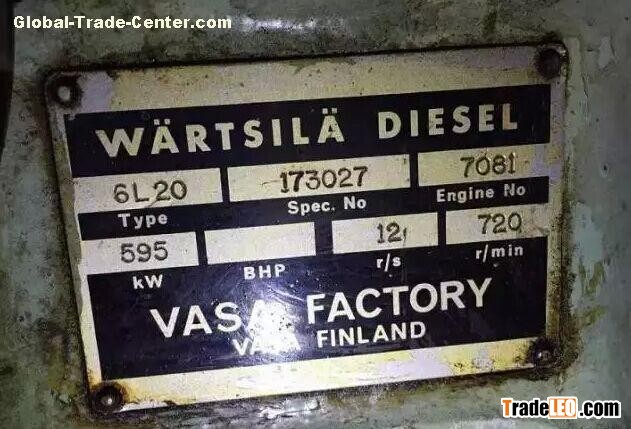 Global-Trade-Center.com
WÄRTSILÄ DIESEL
6L20 173027 7081
Type Spec. No Engine No
595 12 720
kW BHP r/s r/min
VASA FACTORY
VASA FINLAND
TradeLEO.com